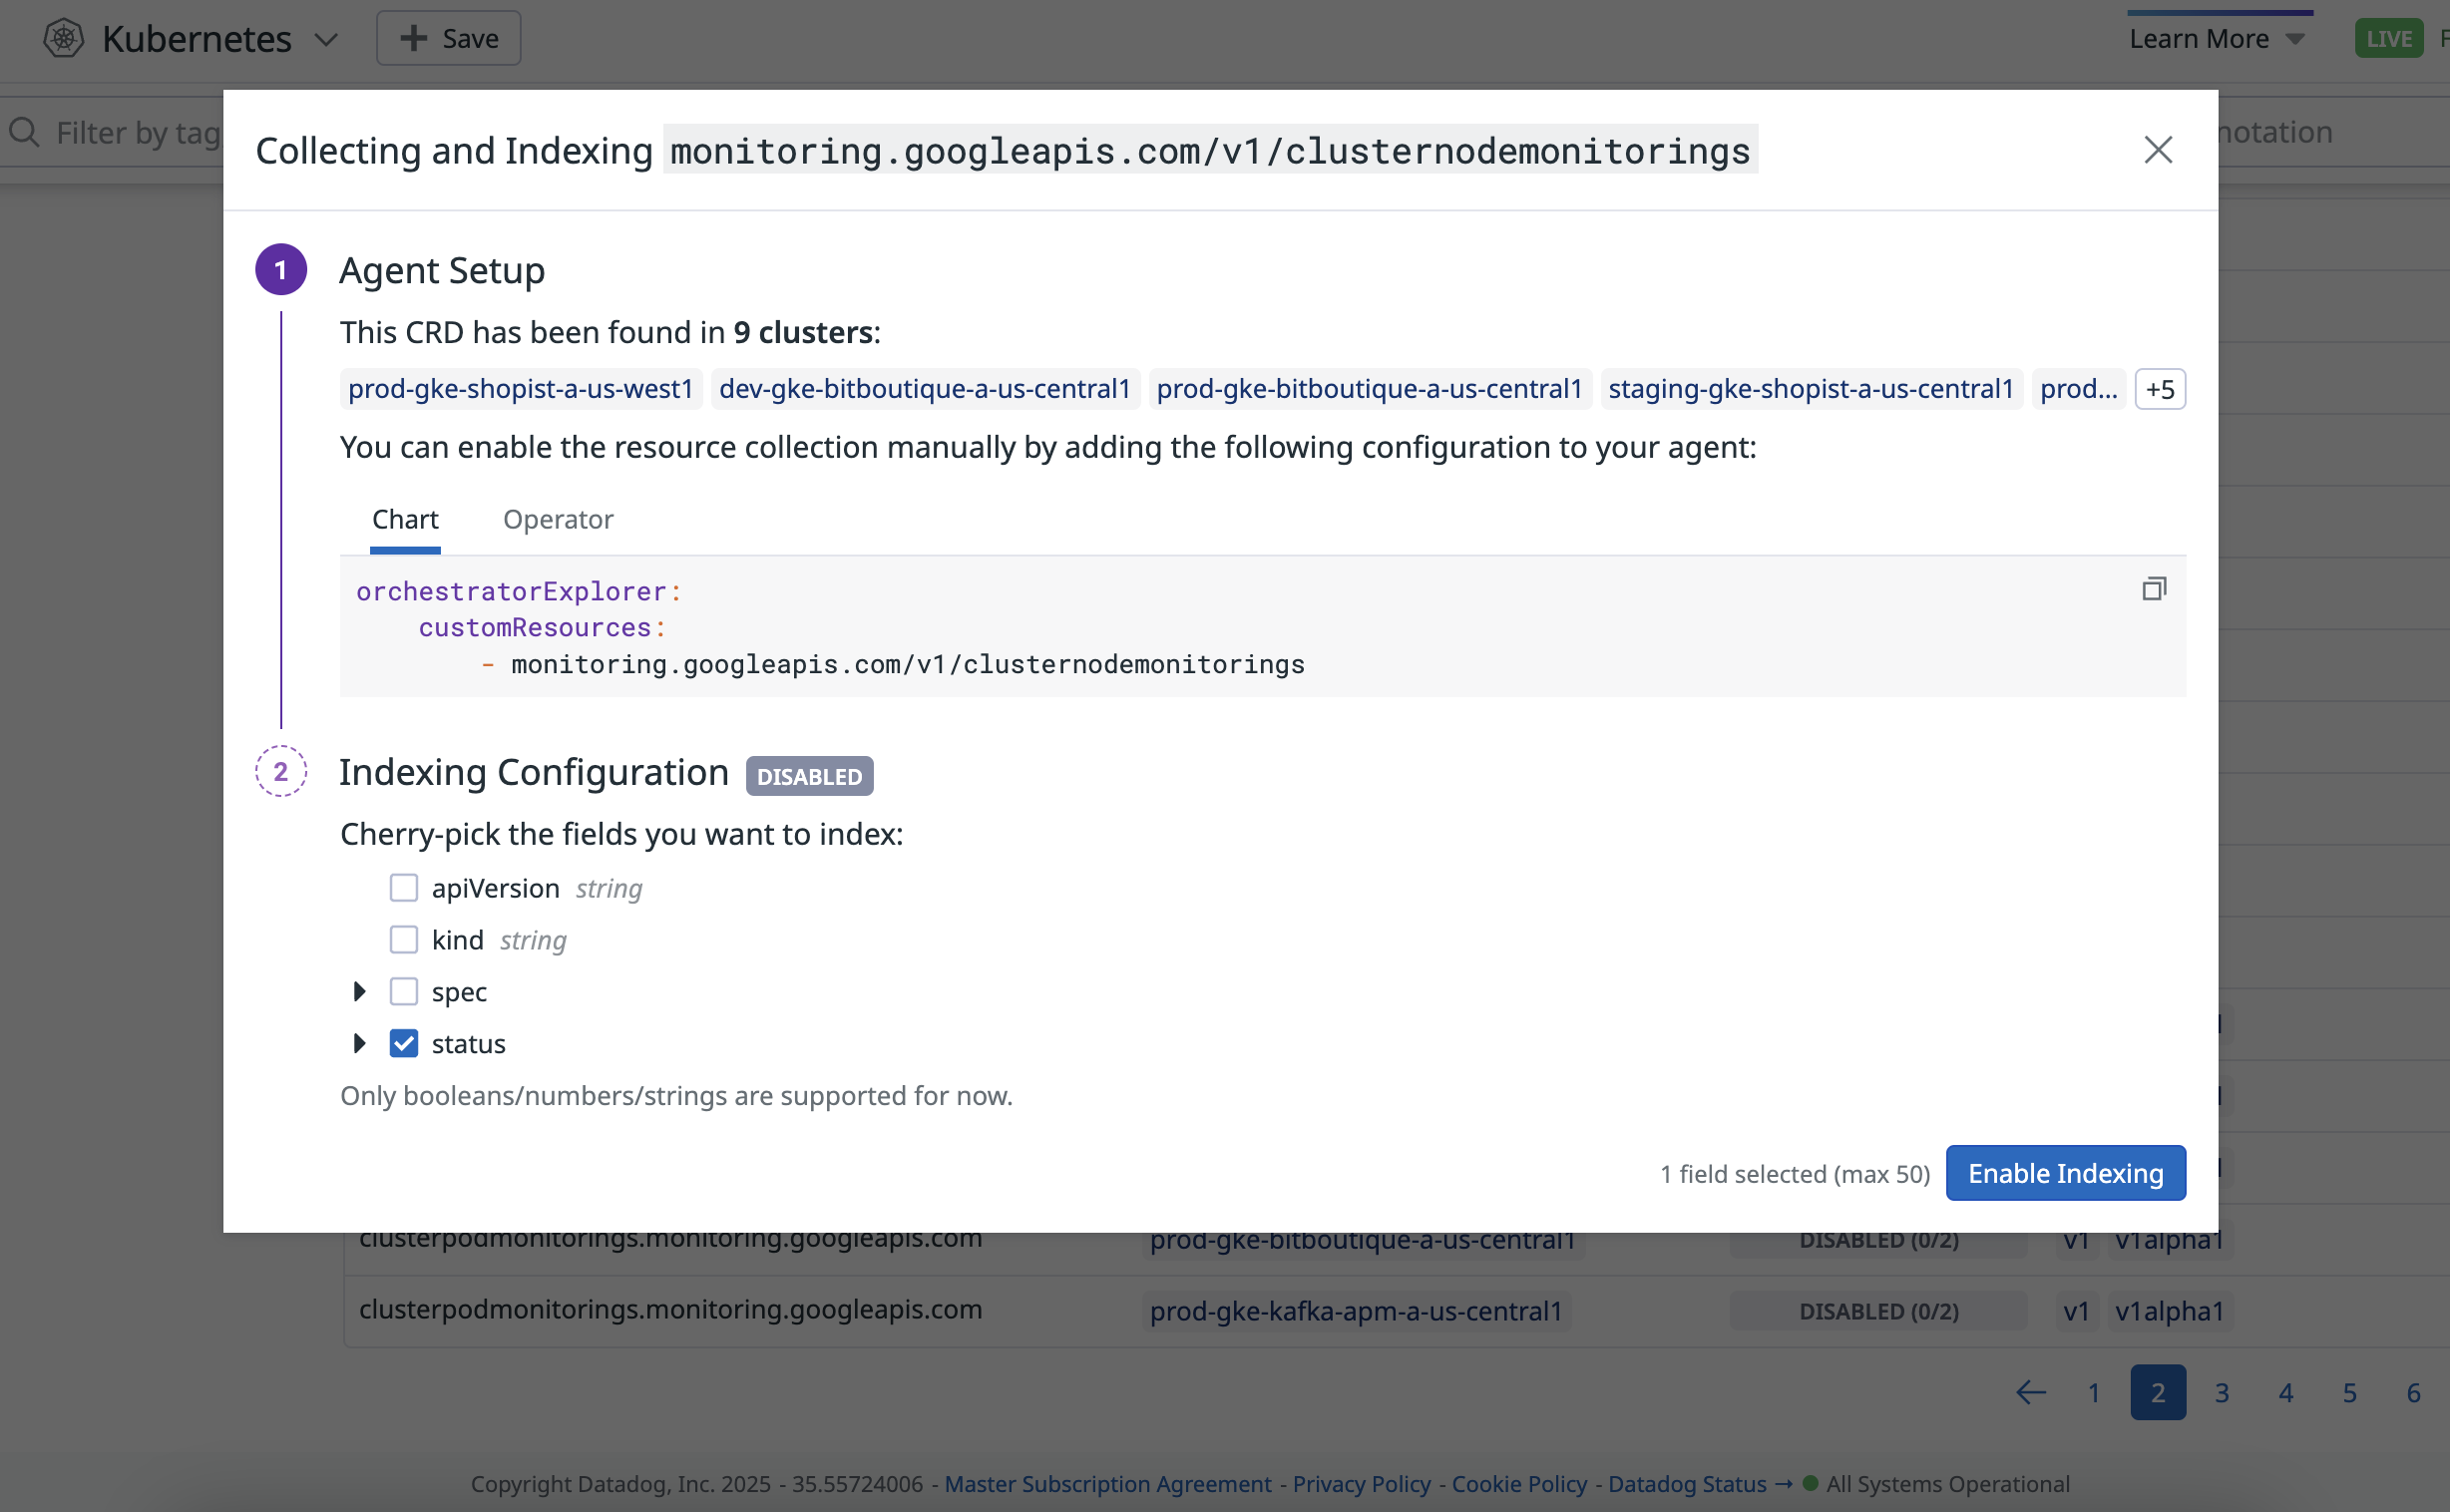 Kubernetes
Save
Learn More
LIVE
Filter by tag
notation
Collecting and Indexing monitoring.googleapis.com/v1/clusternodemonitorings
1
Agent Setup
This CRD has been found in 9 clusters:
prod-gke-shopist-a-us-west1 dev-gke-bitboutique-a-us-central1 prod-gke-bitboutique-a-us-central1 staging-gke-shopist-a-us-central1 prod... +5
You can enable the resource collection manually by adding the following configuration to your agent:
Chart Operator
orchestratorExplorer:
customResources:
- monitoring.googleapis.com/v1/clusternodemonitorings
2
Indexing Configuration DISABLED
Cherry-pick the fields you want to index:
apiVersion string
kind string
spec
status
Only booleans/numbers/strings are supported for now.
1 field selected (max 50) Enable Indexing
clusterpodmonitorings.monitoring.googleapis.com prod-gke-bitboutique-a-us-central1 DISABLED (0/2) v1 v1alpha1
clusterpodmonitorings.monitoring.googleapis.com prod-gke-kafka-apm-a-us-central1 DISABLED (0/2) v1 v1alpha1
← 1 2 3 4 5 6
Copyright Datadog, Inc. 2025 - 35.55724006 - Master Subscription Agreement - Privacy Policy - Cookie Policy - Datadog Status → All Systems Operational